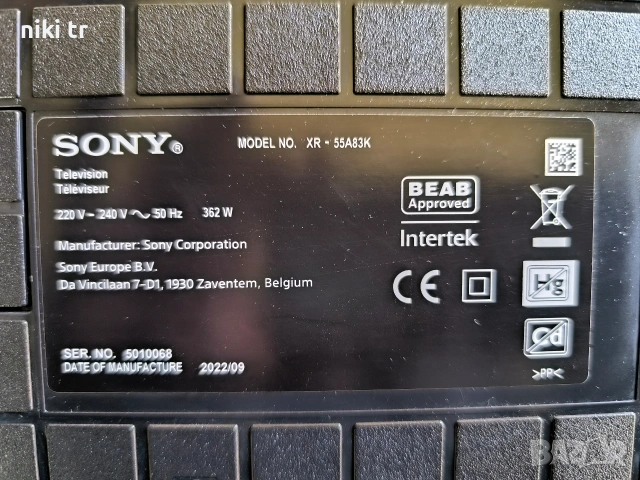 niki tr
SONY®
MODEL NO. XR - 55A83K
Television
Téléviseur
220 V~ 240 V ~ 50 Hz 362 W
Manufacturer: Sony Corporation
Sony Europe B.V.
Da Vincilaan 7-D1, 1930 Zaventem, Belgium
SER. NO. 5010068
DATE OF MANUFACTURE 2022/09
BEAB
Approved
Intertek
CE
Hg
Cd
>PP<